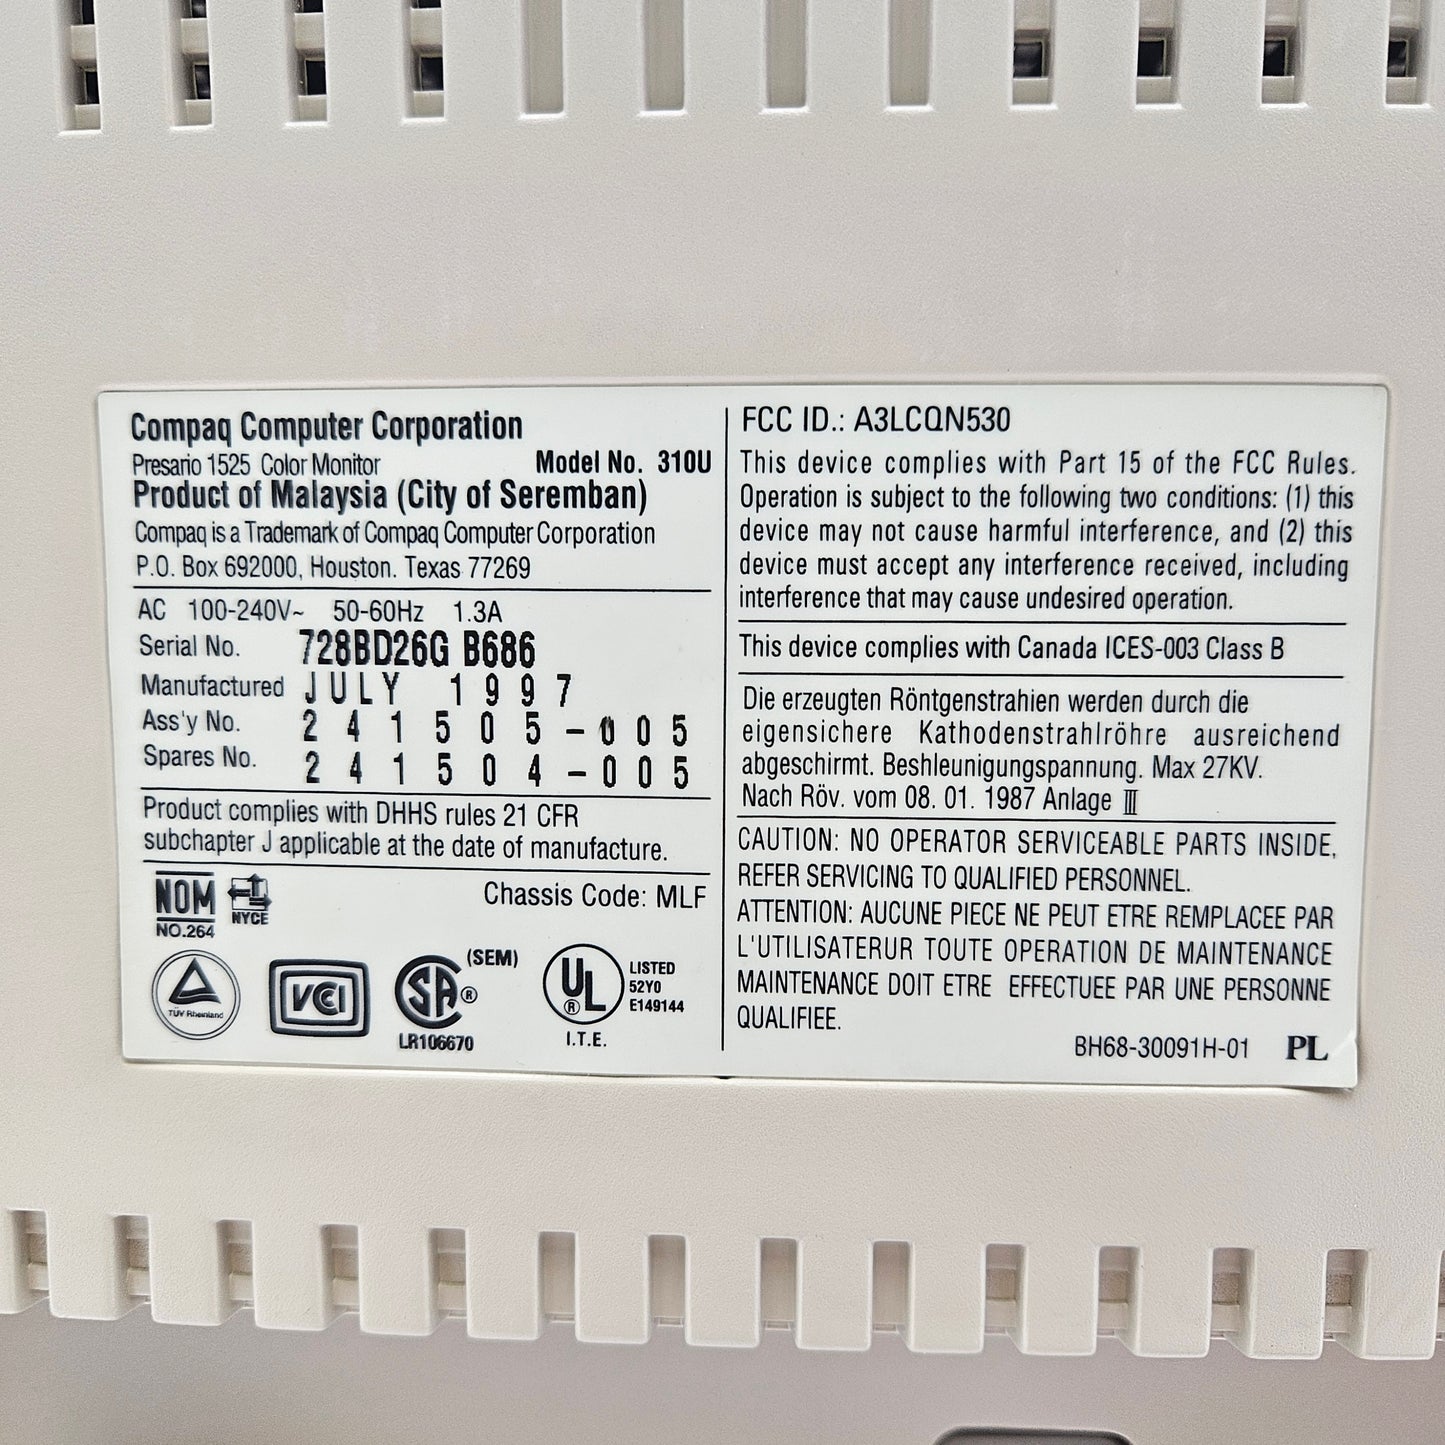 Compaq Computer Corporation
Presario 1525 Color Monitor Model No. 310U
Product of Malaysia (City of Seremban)
Compaq is a Trademark of Compaq Computer Corporation
P.O. Box 692000, Houston. Texas 77269
AC 100-240V~ 50-60Hz 1.3A
Serial No. 728BD26G B686
Manufactured JULY 1997
Ass'y No. 241505-005
Spares No. 241504-005
Product complies with DHHS rules 21 CFR
subchapter J applicable at the date of manufacture.
NOM
NO.264
NYCE
Chassis Code: MLF
TÜV Rheinland
VCCI
SA ®
(SEM)
LR106670
UL ®
LISTED
52Y0
E149144
I.T.E.
FCC ID.: A3LCQN530
This device complies with Part 15 of the FCC Rules.
Operation is subject to the following two conditions: (1) this
device may not cause harmful interference, and (2) this
device must accept any interference received, including
interference that may cause undesired operation.
This device complies with Canada ICES-003 Class B
Die erzeugten Röntgenstrahien werden durch die
eigensichere Kathodenstrahlröhre ausreichend
abgeschirmt. Beshleunigungspannung. Max 27KV.
Nach Röv. vom 08. 01. 1987 Anlage III
CAUTION: NO OPERATOR SERVICEABLE PARTS INSIDE,
REFER SERVICING TO QUALIFIED PERSONNEL.
ATTENTION: AUCUNE PIECE NE PEUT ETRE REMPLACEE PAR
L'UTILISATERUR TOUTE OPERATION DE MAINTENANCE
MAINTENANCE DOIT ETRE EFFECTUEE PAR UNE PERSONNE
QUALIFIEE.
BH68-30091H-01 PL